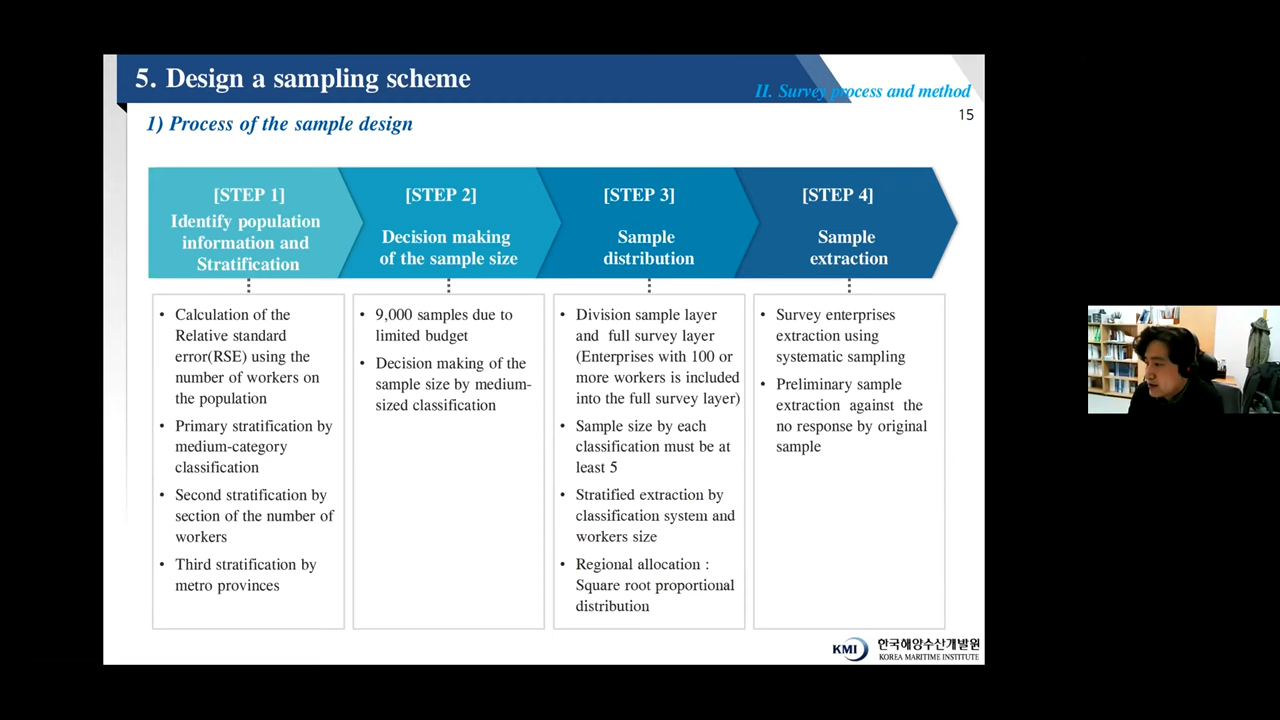 5. Design a sampling scheme
II. Survey process and method
15
1) Process of the sample design
[STEP 1]
Identify population
information and
Stratification
[STEP 2]
Decision making
of the sample size
[STEP 3]
Sample
distribution
[STEP 4]
Sample
extraction
• Calculation of the
Relative standard
error(RSE) using the
number of workers on
the population
• Primary stratification by
medium-category
classification
• Second stratification by
section of the number of
workers
• Third stratification by
metro provinces
• 9,000 samples due to
limited budget
• Decision making of the
sample size by medium-
sized classification
• Division sample layer
and full survey layer
(Enterprises with 100 or
more workers is included
into the full survey layer)
• Sample size by each
classification must be at
least 5
• Stratified extraction by
classification system and
workers size
• Regional allocation :
Square root proportional
distribution
• Survey enterprises
extraction using
systematic sampling
• Preliminary sample
extraction against the
no response by original
sample
KMI
한국해양수산개발원
KOREA MARITIME INSTITUTE